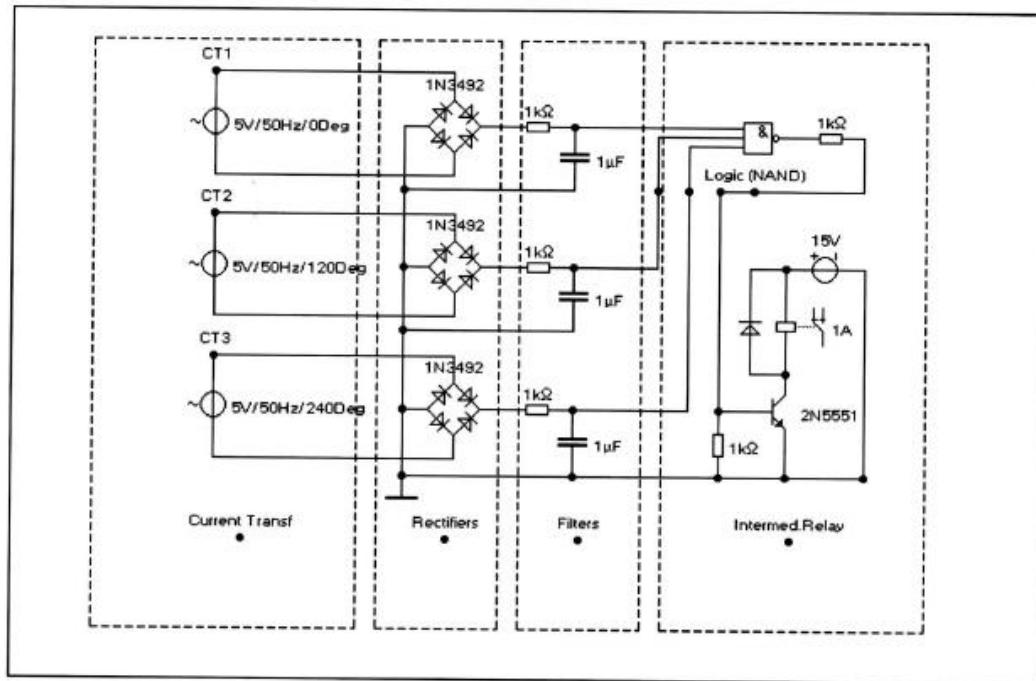 CT1
1N3492
5V/50Hz/0Deg
1kΩ
1µF
&
1kΩ
Logic (NAND)
CT2
1N3492
5V/50Hz/120Deg
1kΩ
1µF
15V
+
1A
CT3
1N3492
5V/50Hz/240Deg
1kΩ
1µF
2N5551
1kΩ
Current Transf
Rectifiers
Filters
Intermed.Relay